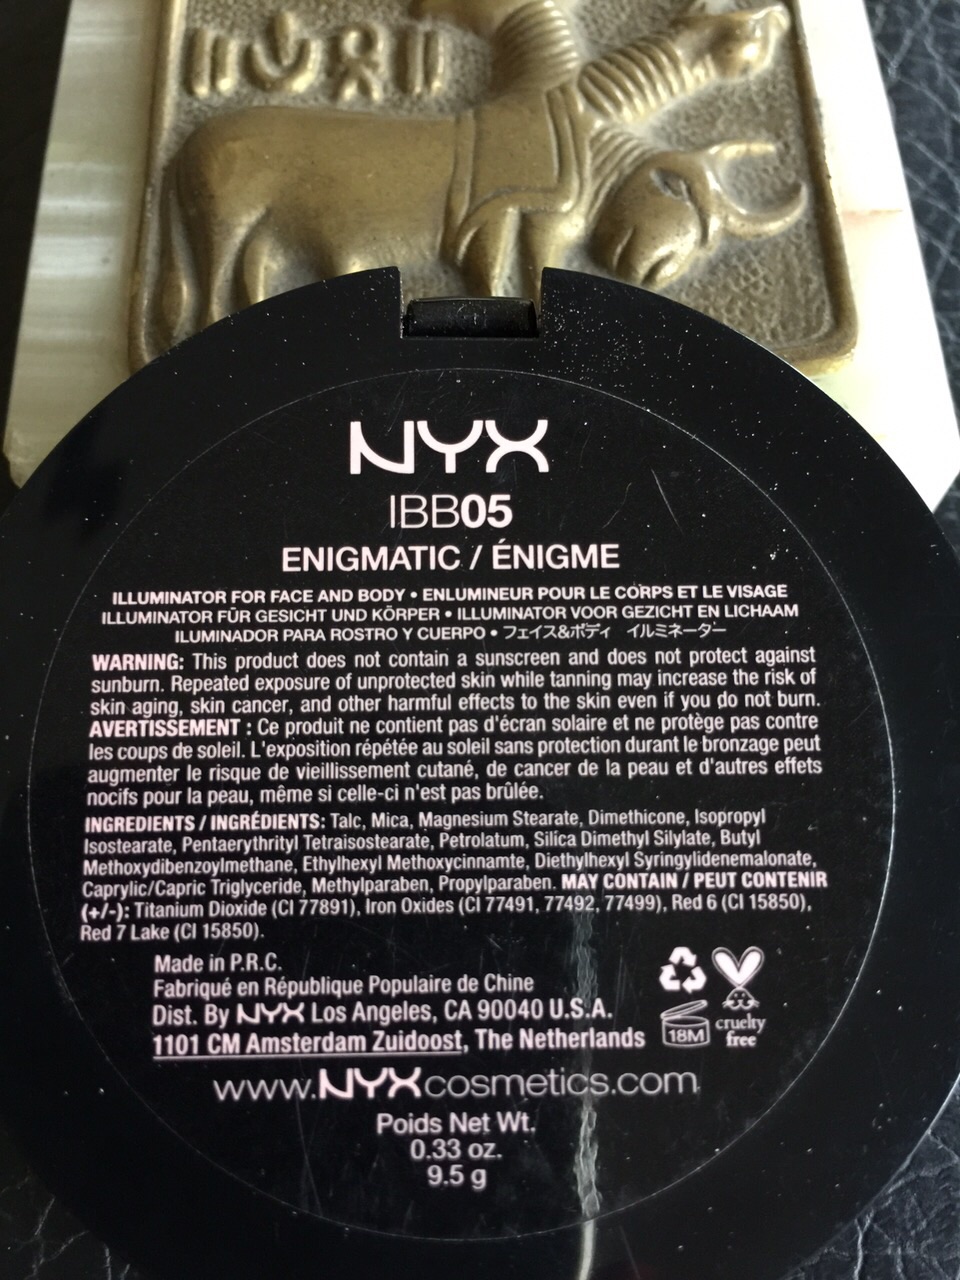 NYX
IBB05
ENIGMATIC / ÉNIGME
ILLUMINATOR FOR FACE AND BODY • ENLUMINEUR POUR LE CORPS ET LE VISAGE
ILLUMINATOR FÜR GESICHT UND KÖRPER • ILLUMINATOR VOOR GEZICHT EN LICHAAM
ILUMINADOR PARA ROSTRO Y CUERPO • フェイス&ボディ イルミネーター
WARNING: This product does not contain a sunscreen and does not protect against
sunburn. Repeated exposure of unprotected skin while tanning may increase the risk of
skin aging, skin cancer, and other harmful effects to the skin even if you do not burn.
AVERTISSEMENT : Ce produit ne contient pas d'écran solaire et ne protège pas contre
les coups de soleil. L'exposition répétée au soleil sans protection durant le bronzage peut
augmenter le risque de vieillissement cutané, de cancer de la peau et d'autres effets
nocifs pour la peau, même si celle-ci n'est pas brûlée.
INGREDIENTS / INGRÉDIENTS: Talc, Mica, Magnesium Stearate, Dimethicone, Isopropyl
Isostearate, Pentaerythrityl Tetraisostearate, Petrolatum, Silica Dimethyl Silylate, Butyl
Methoxydibenzoylmethane, Ethylhexyl Methoxycinnamte, Diethylhexyl Syringylidenemalonate,
Caprylic/Capric Triglyceride, Methylparaben, Propylparaben. MAY CONTAIN / PEUT CONTENIR
(+/-): Titanium Dioxide (CI 77891), Iron Oxides (CI 77491, 77492, 77499), Red 6 (CI 15850),
Red 7 Lake (CI 15850).
Made in P.R.C.
Fabriqué en République Populaire de Chine
Dist. By NYX Los Angeles, CA 90040 U.S.A.
1101 CM Amsterdam Zuidoost, The Netherlands
18M
cruelty
free
www.NYXcosmetics.com
Poids Net Wt.
0.33 oz.
9.5 g